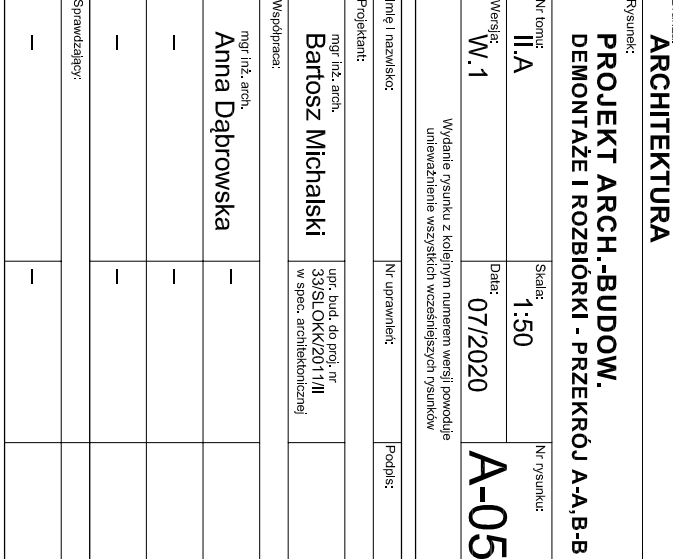 ARCHITEKTURA
Rysunek:
PROJEKT ARCH.-BUDOW.
DEMONTAŻE I ROZBIÓRKI - PRZEKRÓJ A-A,B-B
Nr tomu:
II.A
Skala:
1:50
Nr rysunku:
A-05
Wersja:
W.1
Data:
07/2020
Wydanie rysunku z kolejnym numerem wersji powoduje
unieważnienie wszystkich wcześniejszych rysunków
Imię i nazwisko:
Nr uprawnień:
Podpis:
Projektant:
mgr inż. arch.
Bartosz Michalski
upr. bud. do proj. nr
33/SLOKK/2011/II
w spec. architektonicznej
Współpraca:
mgr inż. arch.
Anna Dąbrowska
–
–
–
–
–
Sprawdzający:
–
–